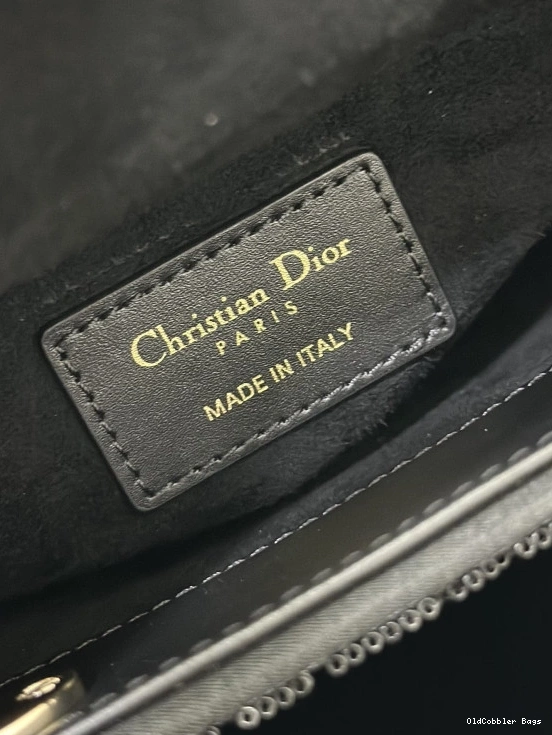 Christian Dior
PARIS
MADE IN ITALY
OldCobbler Bags